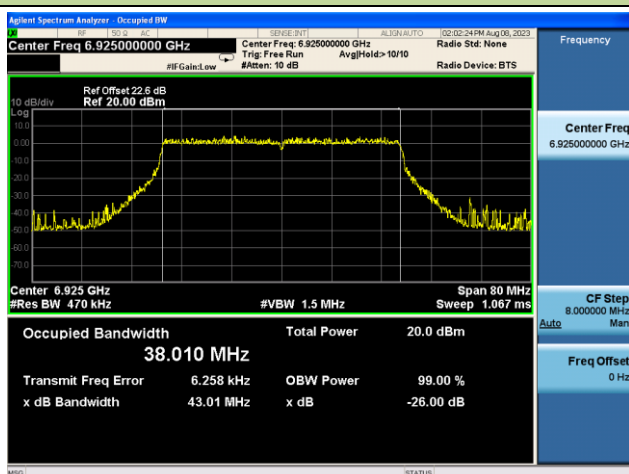 Agilent Spectrum Analyzer - Occupied BW
RF 50 Ω AC SENSE:INT ALIGN AUTO 02:02:24 PM Aug 08, 2023
Center Freq 6.925000000 GHz Center Freq: 6.925000000 GHz Radio Std: None Frequency
Trig: Free Run Avg|Hold>10/10
#IFGain:Low #Atten: 10 dB Radio Device: BTS
Ref Offset 22.6 dB
10 dB/div Ref 20.00 dBm
Log
10.0
0.00
-10.0
-20.0
-30.0
-40.0
-50.0
-60.0
-70.0
Center Freq
6.925000000 GHz
Center 6.925 GHz Span 80 MHz
#Res BW 470 kHz #VBW 1.5 MHz Sweep 1.067 ms
CF Step
8.000000 MHz
Auto Man
Occupied Bandwidth Total Power 20.0 dBm
38.010 MHz
Freq Offset
0 Hz
Transmit Freq Error 6.258 kHz OBW Power 99.00 %
x dB Bandwidth 43.01 MHz x dB -26.00 dB
MSG STATUS